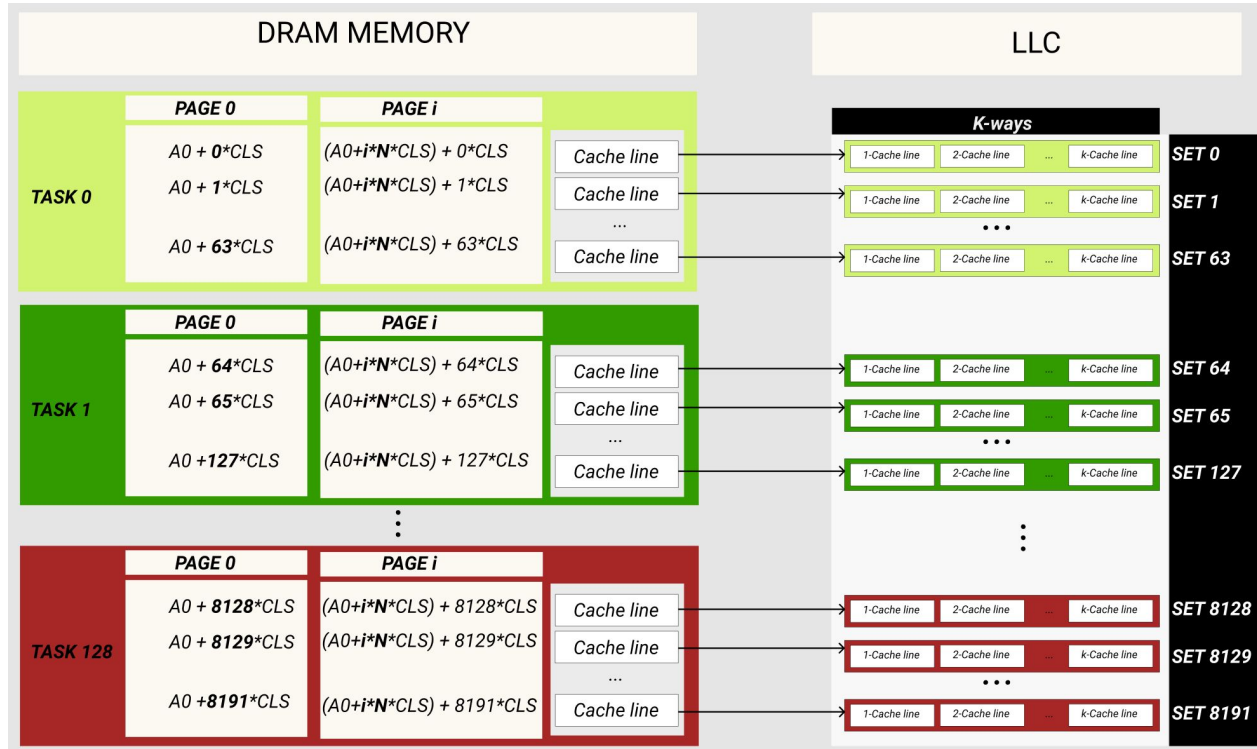 DRAM MEMORY
LLC
TASK 0
PAGE 0
A0 + 0*CLS
A0 + 1*CLS
A0 + 63*CLS
PAGE i
(A0+i*N*CLS) + 0*CLS
(A0+i*N*CLS) + 1*CLS
(A0+i*N*CLS) + 63*CLS
Cache line
Cache line
...
Cache line
TASK 1
PAGE 0
A0 + 64*CLS
A0 + 65*CLS
A0 +127*CLS
PAGE i
(A0+i*N*CLS) + 64*CLS
(A0+i*N*CLS) + 65*CLS
(A0+i*N*CLS) + 127*CLS
Cache line
Cache line
...
Cache line
TASK 128
PAGE 0
A0 + 8128*CLS
A0 + 8129*CLS
A0 +8191*CLS
PAGE i
(A0+i*N*CLS) + 8128*CLS
(A0+i*N*CLS) + 8129*CLS
(A0+i*N*CLS) + 8191*CLS
Cache line
Cache line
...
Cache line
K-ways
1-Cache line 2-Cache line ... k-Cache line SET 0
1-Cache line 2-Cache line ... k-Cache line SET 1
1-Cache line 2-Cache line ... k-Cache line SET 63
1-Cache line 2-Cache line ... k-Cache line SET 64
1-Cache line 2-Cache line ... k-Cache line SET 65
1-Cache line 2-Cache line ... k-Cache line SET 127
1-Cache line 2-Cache line ... k-Cache line SET 8128
1-Cache line 2-Cache line ... k-Cache line SET 8129
1-Cache line 2-Cache line ... k-Cache line SET 8191